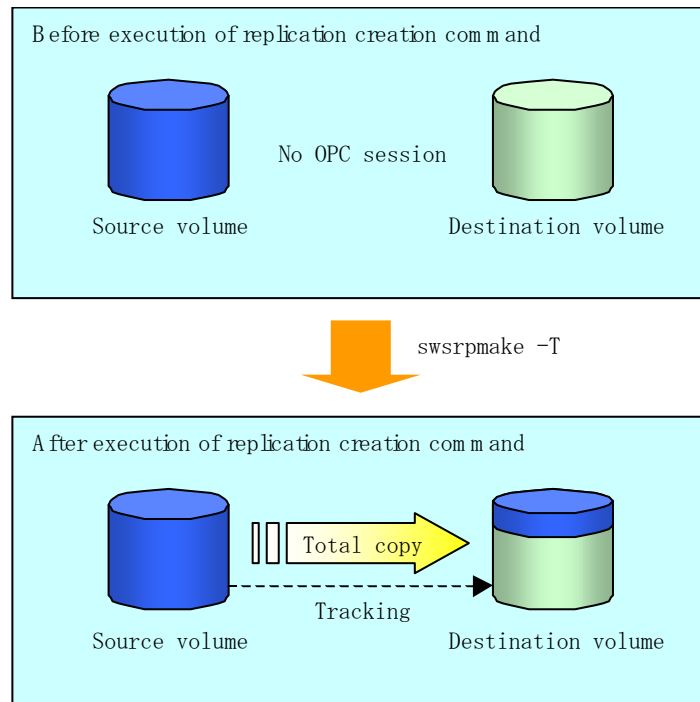 Before execution of replication creation command
No OPC session
Source volume
Destination volume
swsrpmake -T
After execution of replication creation command
Total copy
Tracking
Source volume
Destination volume